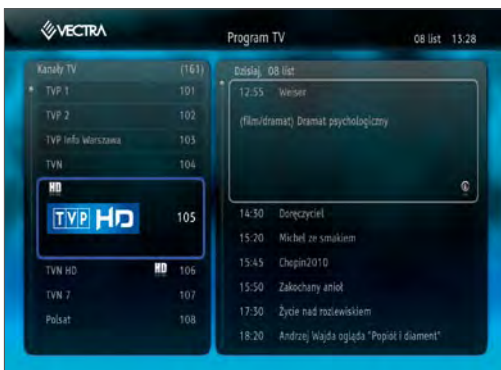 VECTRA
Program TV
08 list 13:28
Kanały TV (161)
TVP 1 101
TVP 2 102
TVP Info Warszawa 103
TVN 104
HD
TVP HD 105
TVN HD HD 106
TVN 7 107
Polsat 108
Dzisiaj, 08 list
12:55 Weiser
(film/dramat) Dramat psychologiczny
14:30 Doręczyciel
15:20 Michel ze smakiem
15:45 Chopin2010
15:50 Zakochany anioł
17:30 Życie nad rozlewiskiem
18:20 Andrzej Wajda ogląda "Popiół i diament"